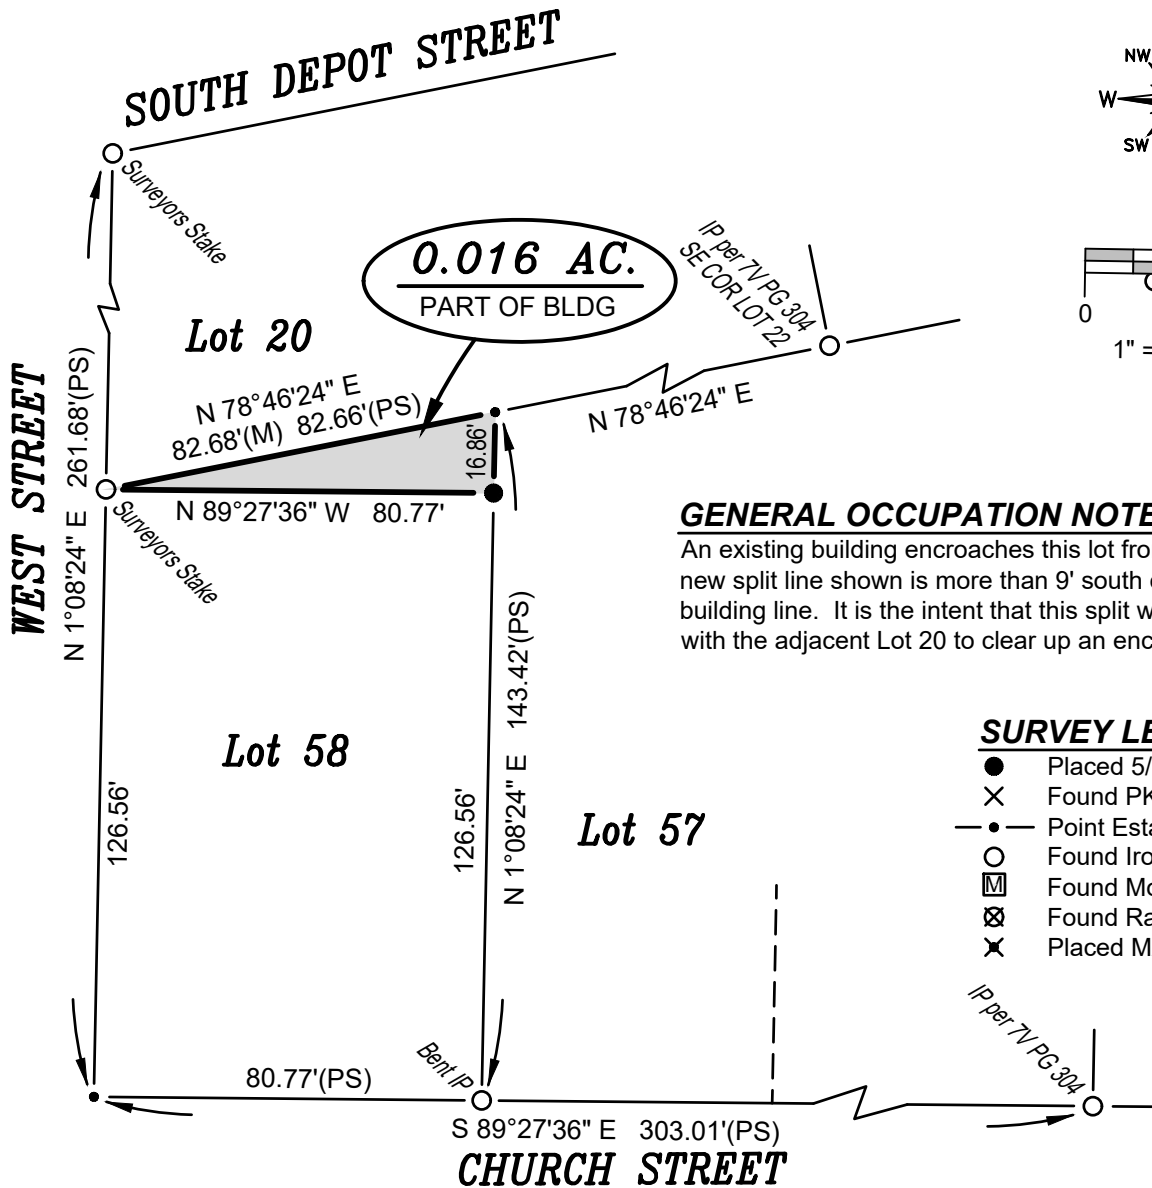 SOUTH DEPOT STREET
NW
W
SW
Surveyors Stake
0.016 AC.
PART OF BLDG
IP per 7V PG 304
SE COR LOT 22
0
1" =
Lot 20
N 78°46'24" E
82.68'(M) 82.66'(PS)
N 78°46'24" E
16.86'
WEST STREET
N 1°08'24" E 261.68'(PS)
N 89°27'36" W 80.77'
Surveyors Stake
GENERAL OCCUPATION NOTE
An existing building encroaches this lot fro
new split line shown is more than 9' south
building line. It is the intent that this split w
with the adjacent Lot 20 to clear up an enc
N 1°08'24" E 143.42'(PS)
Lot 58
Lot 57
126.56'
126.56'
SURVEY LE
Placed 5/
Found PK
Point Esta
Found Iro
M Found Mo
Found Ra
Placed M
IP per 7V PG 304
Bent IP
80.77'(PS)
S 89°27'36" E 303.01'(PS)
CHURCH STREET